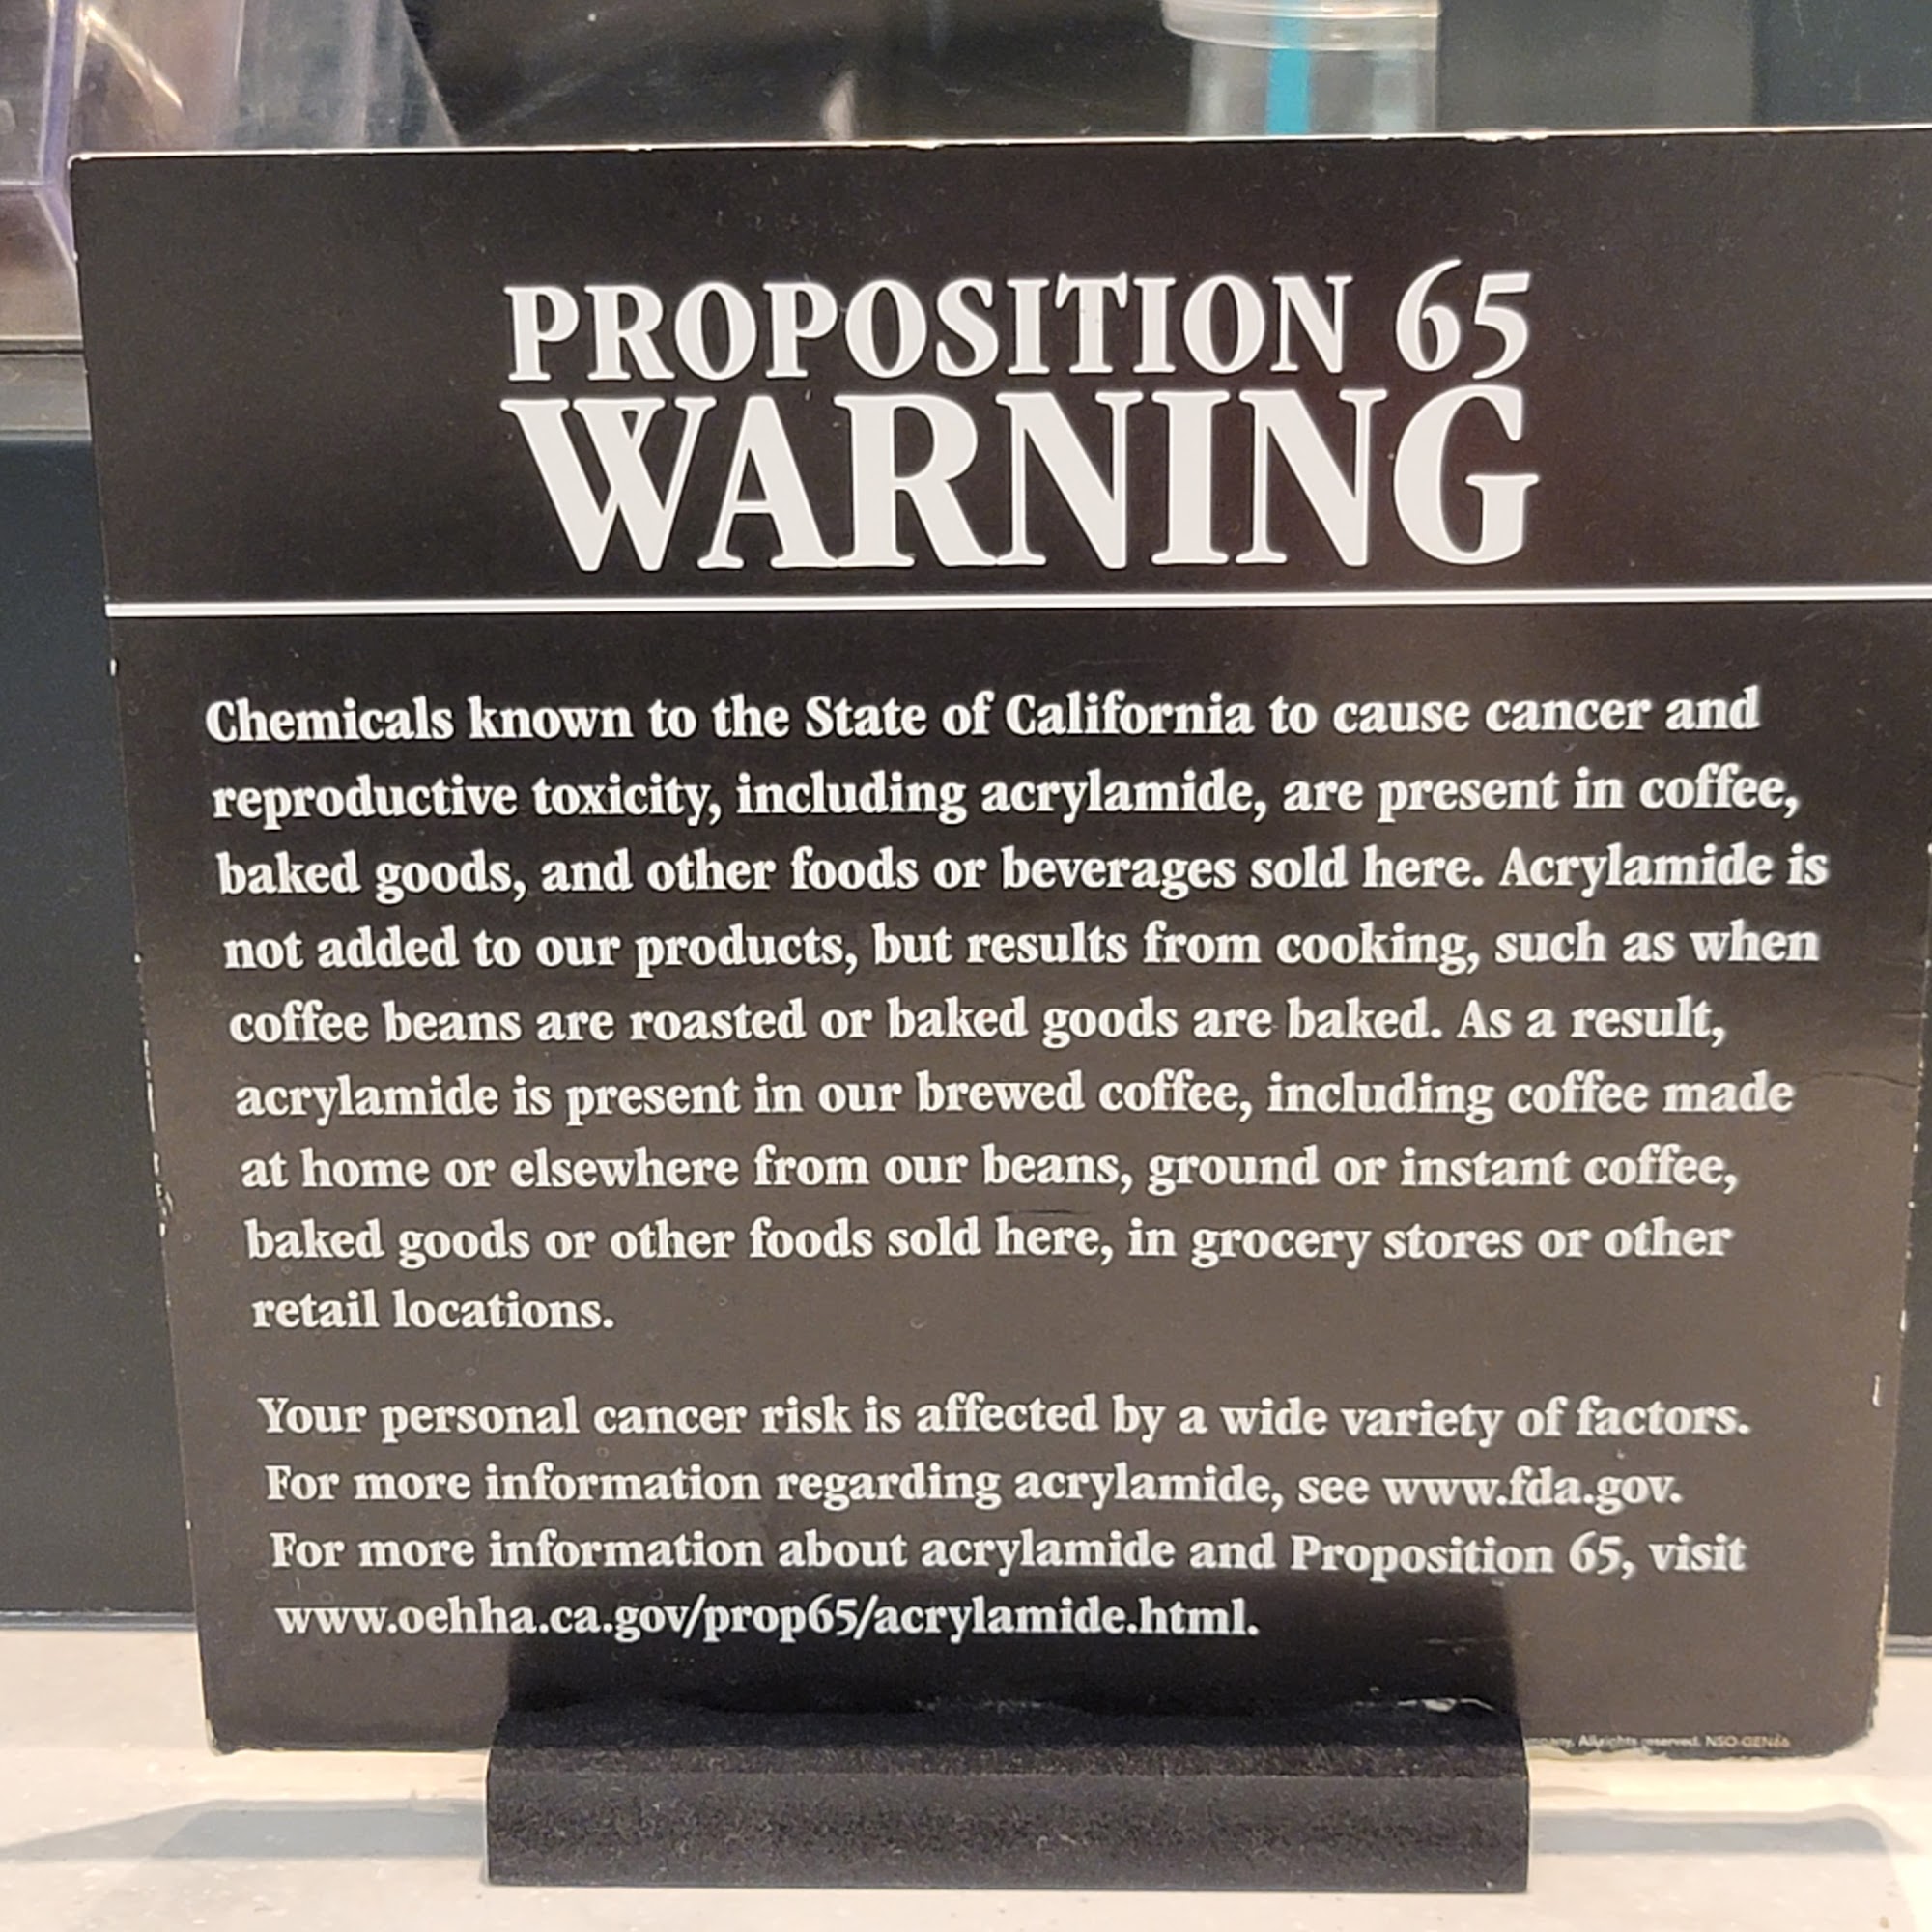 PROPOSITION 65
WARNING
Chemicals known to the State of California to cause cancer and
reproductive toxicity, including acrylamide, are present in coffee,
baked goods, and other foods or beverages sold here. Acrylamide is
not added to our products, but results from cooking, such as when
coffee beans are roasted or baked goods are baked. As a result,
acrylamide is present in our brewed coffee, including coffee made
at home or elsewhere from our beans, ground or instant coffee,
baked goods or other foods sold here, in grocery stores or other
retail locations.
Your personal cancer risk is affected by a wide variety of factors.
For more information regarding acrylamide, see www.fda.gov.
For more information about acrylamide and Proposition 65, visit
www.oehha.ca.gov/prop65/acrylamide.html.
All rights reserved.